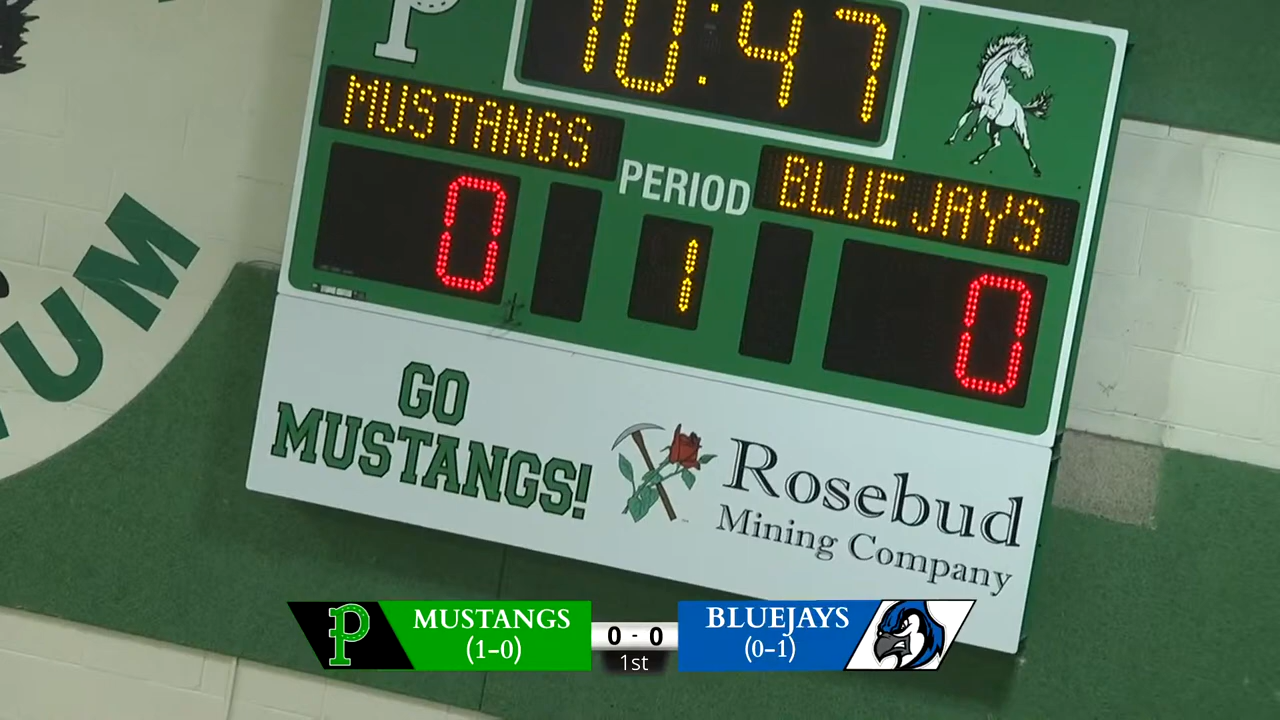 P
10:47
MUSTANGS
BLUEJAYS
PERIOD
0
1
0
UM
GO
MUSTANGS!
Rosebud
Mining Company
P
MUSTANGS
(1-0)
0 - 0
1st
BLUEJAYS
(0-1)